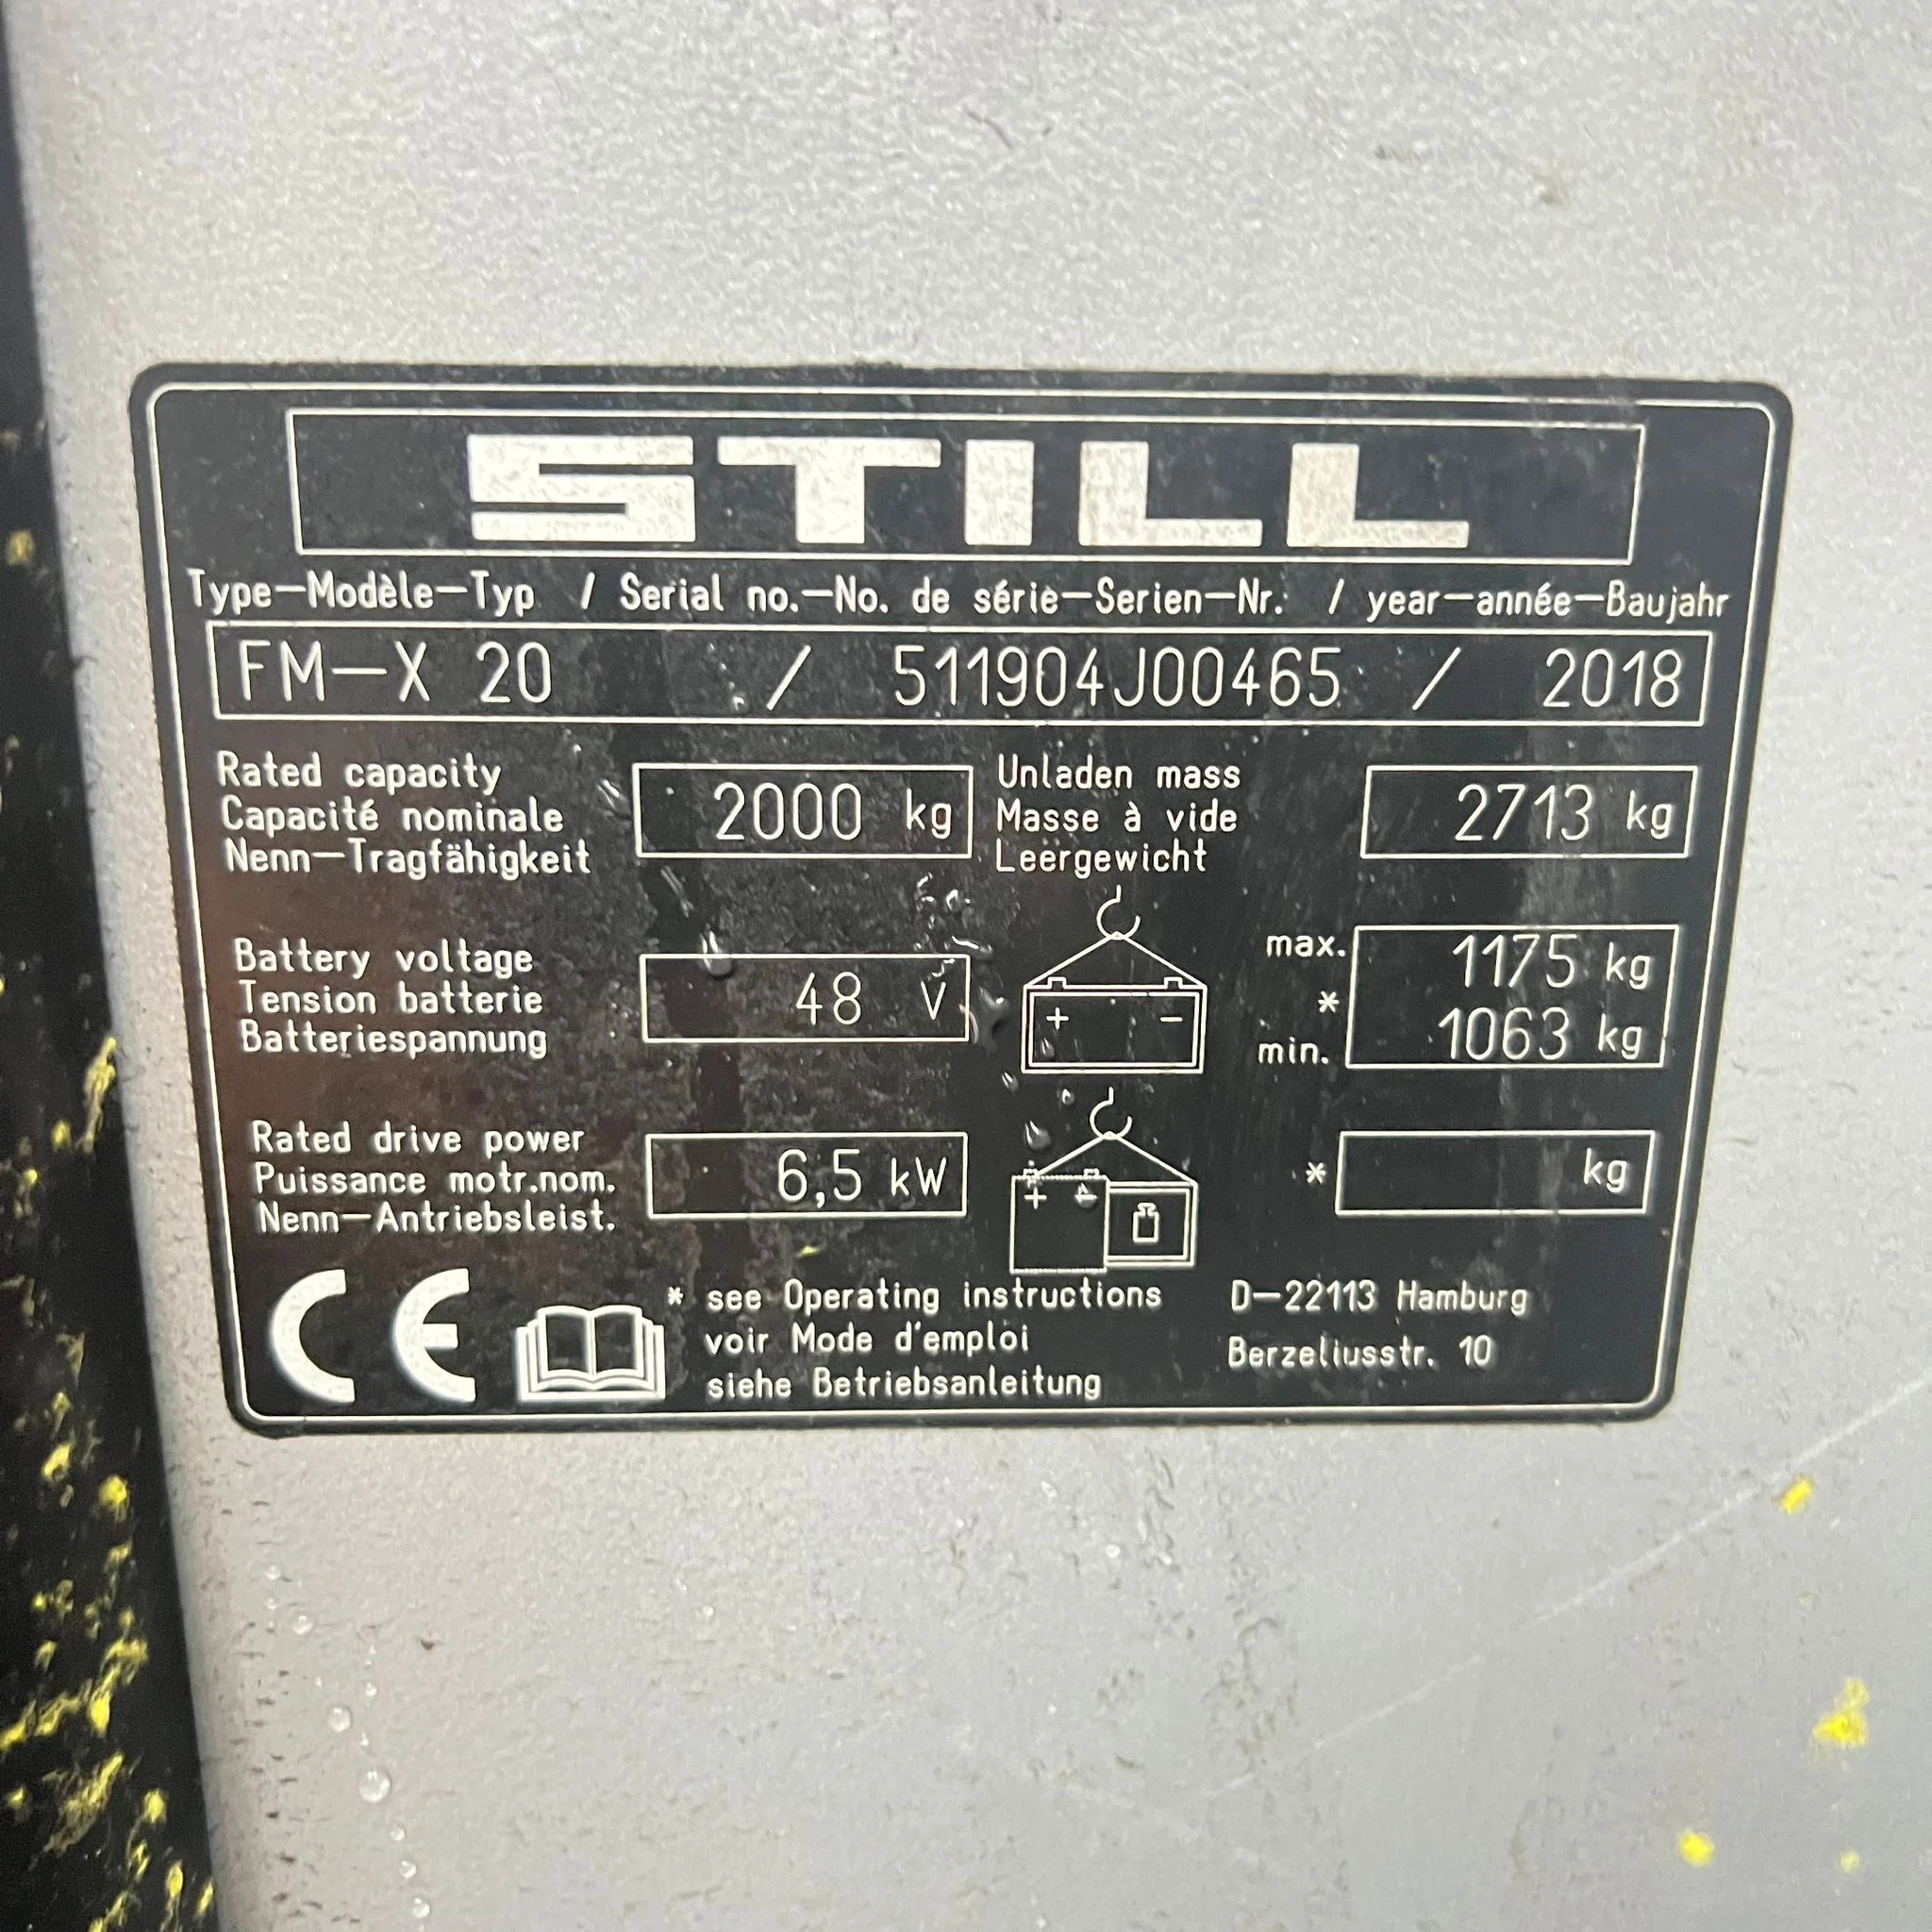 STILL
Type-Modèle-Typ / Serial no.-No. de série-Serien-Nr. / year-année-Baujahr
FM-X 20 / 511904J00465 / 2018
Rated capacity
Capacité nominale
Nenn-Tragfähigkeit
2000 kg
Unladen mass
Masse à vide
Leergewicht
2713 kg
Battery voltage
Tension batterie
Batteriespannung
48 V
+ -
max. 1175 kg
*
min. 1063 kg
Rated drive power
Puissance motr.nom.
Nenn-Antriebsleist.
6,5 kW
+ -
* kg
CE
* see Operating instructions
voir Mode d'emploi
siehe Betriebsanleitung
D-22113 Hamburg
Berzeliusstr. 10